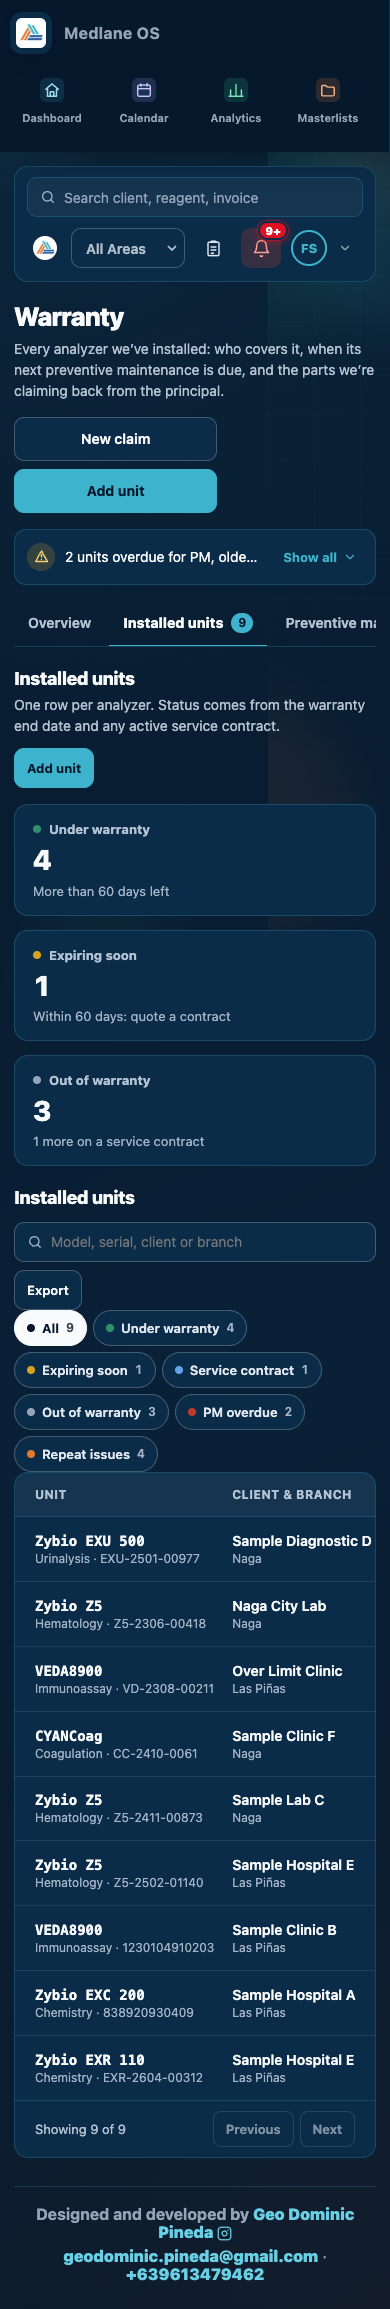 Medlane OS
Dashboard
Calendar
Analytics
Masterlists
Search client, reagent, invoice
All Areas
9+
FS
Warranty
Every analyzer we've installed: who covers it, when its
next preventive maintenance is due, and the parts we're
claiming back from the principal.
New claim
Add unit
2 units overdue for PM, olde...
Show all
Overview
Installed units 9
Preventive ma
Installed units
One row per analyzer. Status comes from the warranty
end date and any active service contract.
Add unit
Under warranty
4
More than 60 days left
Expiring soon
1
Within 60 days: quote a contract
Out of warranty
3
1 more on a service contract
Installed units
Model, serial, client or branch
Export
All 9
Under warranty 4
Expiring soon 1
Service contract 1
Out of warranty 3
PM overdue 2
Repeat issues 4
UNIT CLIENT & BRANCH
Zybio EXU 500 Sample Diagnostic D
Urinalysis · EXU-2501-00977 Naga
Zybio Z5 Naga City Lab
Hematology · Z5-2306-00418 Naga
VEDA8900 Over Limit Clinic
Immunoassay · VD-2308-00211 Las Piñas
CYANCoag Sample Clinic F
Coagulation · CC-2410-0061 Naga
Zybio Z5 Sample Lab C
Hematology · Z5-2411-00873 Naga
Zybio Z5 Sample Hospital E
Hematology · Z5-2502-01140 Las Piñas
VEDA8900 Sample Clinic B
Immunoassay · 1230104910203 Las Piñas
Zybio EXC 200 Sample Hospital A
Chemistry · 838920930409 Las Piñas
Zybio EXR 110 Sample Hospital E
Chemistry · EXR-2604-00312 Las Piñas
Showing 9 of 9
Previous
Next
Designed and developed by Geo Dominic
Pineda
geodominic.pineda@gmail.com ·
+639613479462